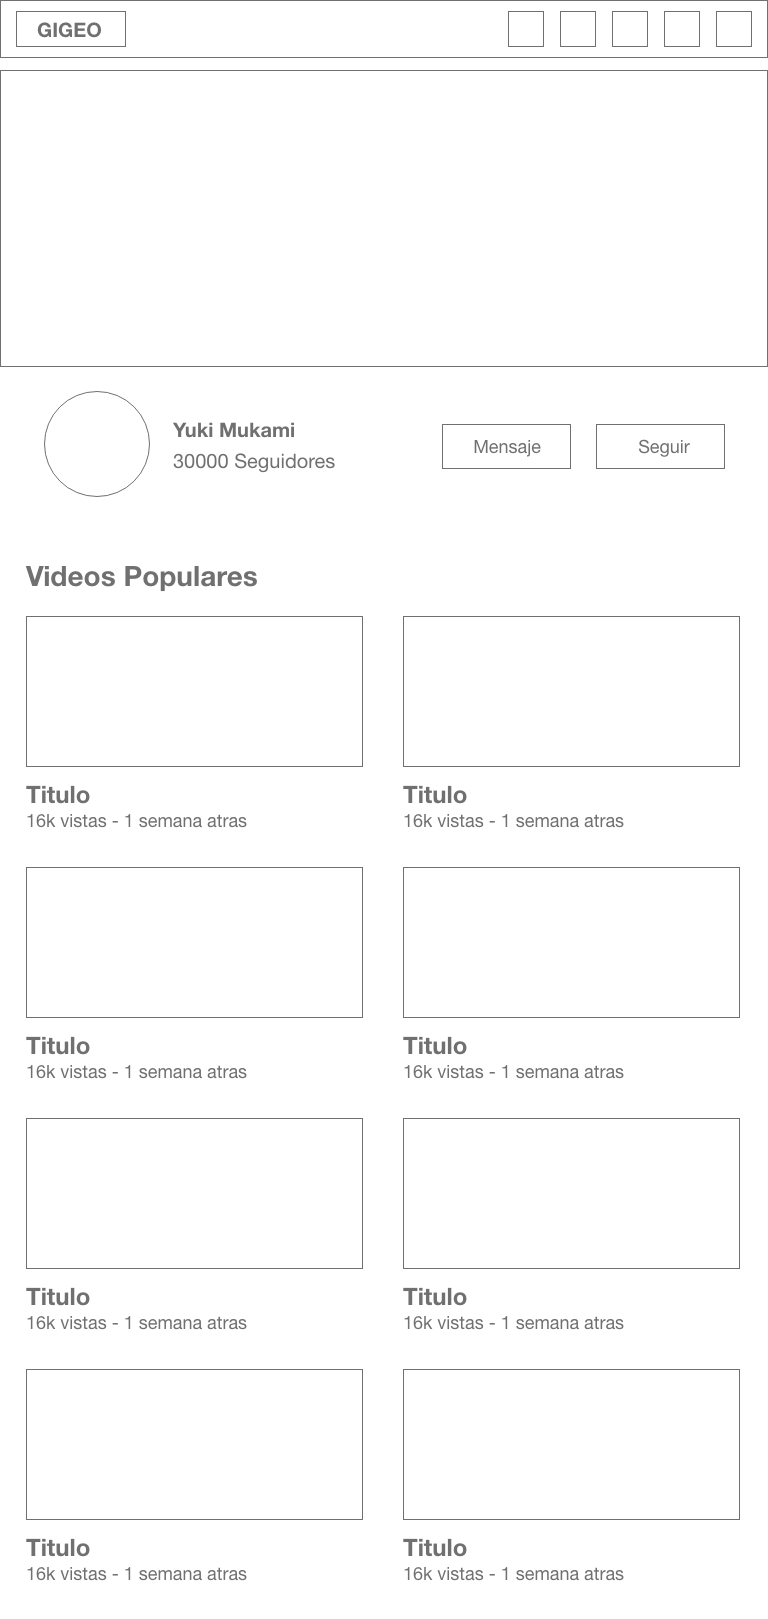 GIGEO
Yuki Mukami
30000 Seguidores
Mensaje
Seguir
Videos Populares
Titulo
16k vistas - 1 semana atras
Titulo
16k vistas - 1 semana atras
Titulo
16k vistas - 1 semana atras
Titulo
16k vistas - 1 semana atras
Titulo
16k vistas - 1 semana atras
Titulo
16k vistas - 1 semana atras
Titulo
16k vistas - 1 semana atras
Titulo
16k vistas - 1 semana atras